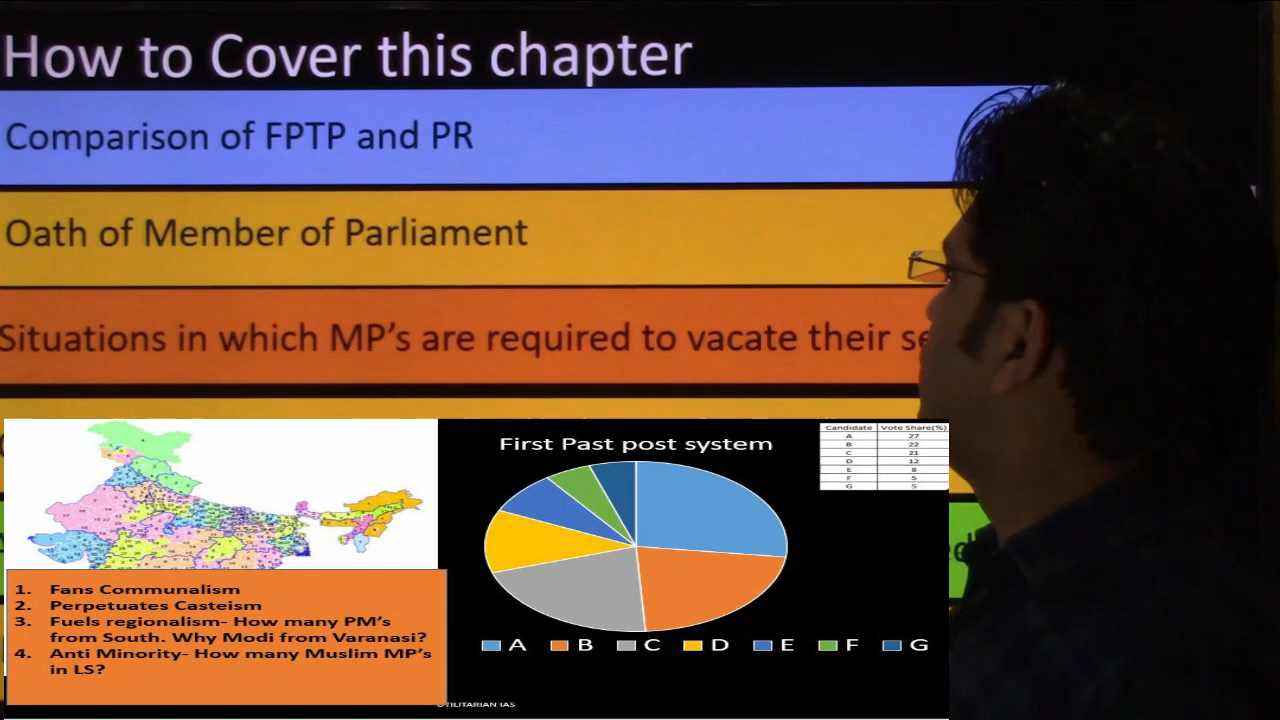 How to Cover this chapter
Comparison of FPTP and PR
Oath of Member of Parliament
Situations in which MP's are required to vacate their se
First Past post system
Candidate Vote Share(%)
A 27
B 22
C 21
D 12
E 8
F 5
G 5
1. Fans Communalism
2. Perpetuates Casteism
3. Fuels regionalism- How many PM's
from South. Why Modi from Varanasi?
4. Anti Minority- How many Muslim MP's
in LS?
A B C D E F G
UTILITARIAN IAS